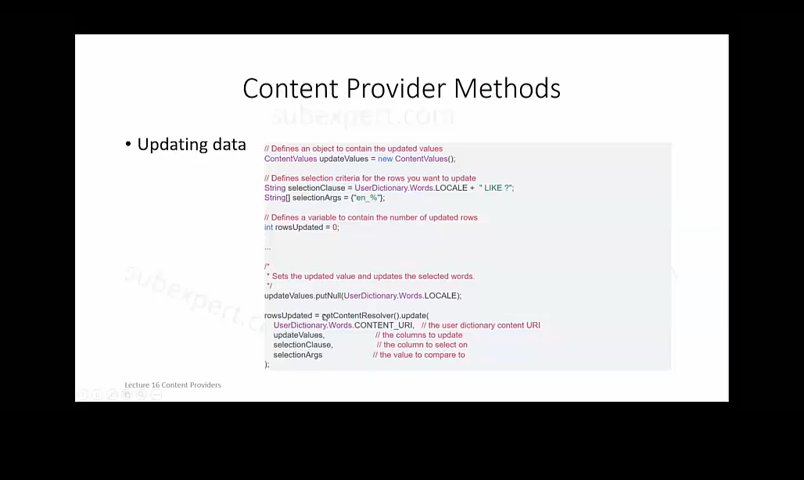 Content Provider Methods
subexpert.com
• Updating data
// Defines an object to contain the updated values
ContentValues updateValues = new ContentValues();
// Defines selection criteria for the rows you want to update
String selectionClause = UserDictionary.Words.LOCALE + " LIKE ?";
String[] selectionArgs = {"en_%"};
// Defines a variable to contain the number of updated rows
int rowsUpdated = 0;
...
/*
* Sets the updated value and updates the selected words.
*/
updateValues.putNull(UserDictionary.Words.LOCALE);
rowsUpdated = getContentResolver().update(
UserDictionary.Words.CONTENT_URI, // the user dictionary content URI
updateValues, // the columns to update
selectionClause, // the column to select on
selectionArgs // the value to compare to
);
subexpert.com
Lecture 16 Content Providers